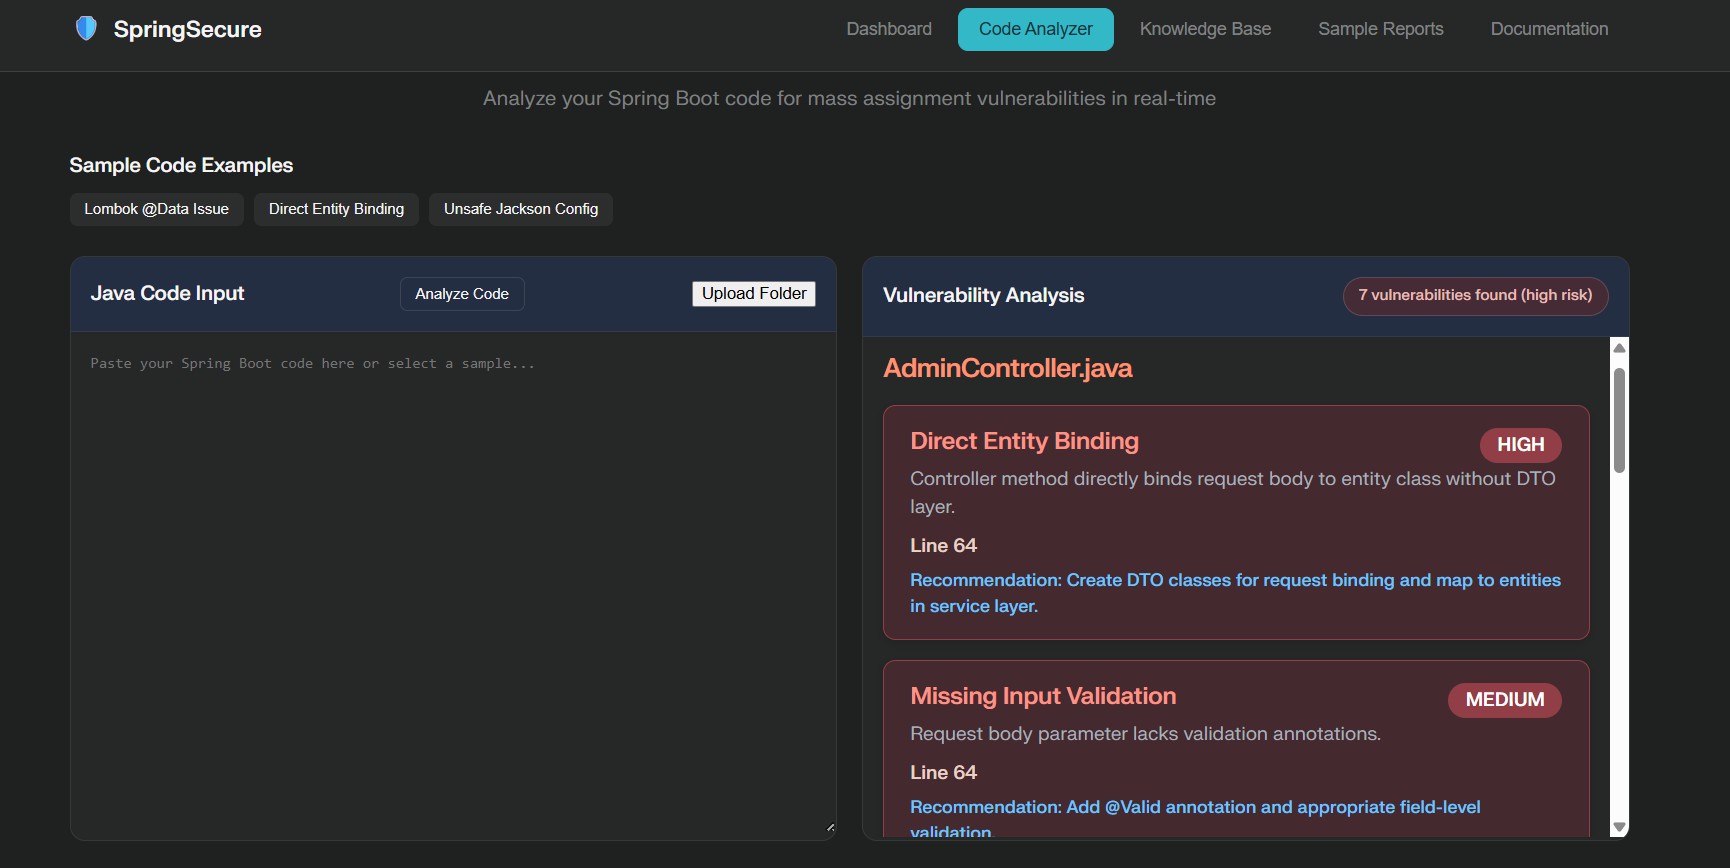 SpringSecure
Dashboard
Code Analyzer
Knowledge Base
Sample Reports
Documentation
Analyze your Spring Boot code for mass assignment vulnerabilities in real-time
Sample Code Examples
Lombok @Data Issue
Direct Entity Binding
Unsafe Jackson Config
Java Code Input
Analyze Code
Upload Folder
Paste your Spring Boot code here or select a sample...
Vulnerability Analysis
7 vulnerabilities found (high risk)
AdminController.java
Direct Entity Binding
HIGH
Controller method directly binds request body to entity class without DTO
layer.
Line 64
Recommendation: Create DTO classes for request binding and map to entities
in service layer.
Missing Input Validation
MEDIUM
Request body parameter lacks validation annotations.
Line 64
Recommendation: Add @Valid annotation and appropriate field-level
validation.